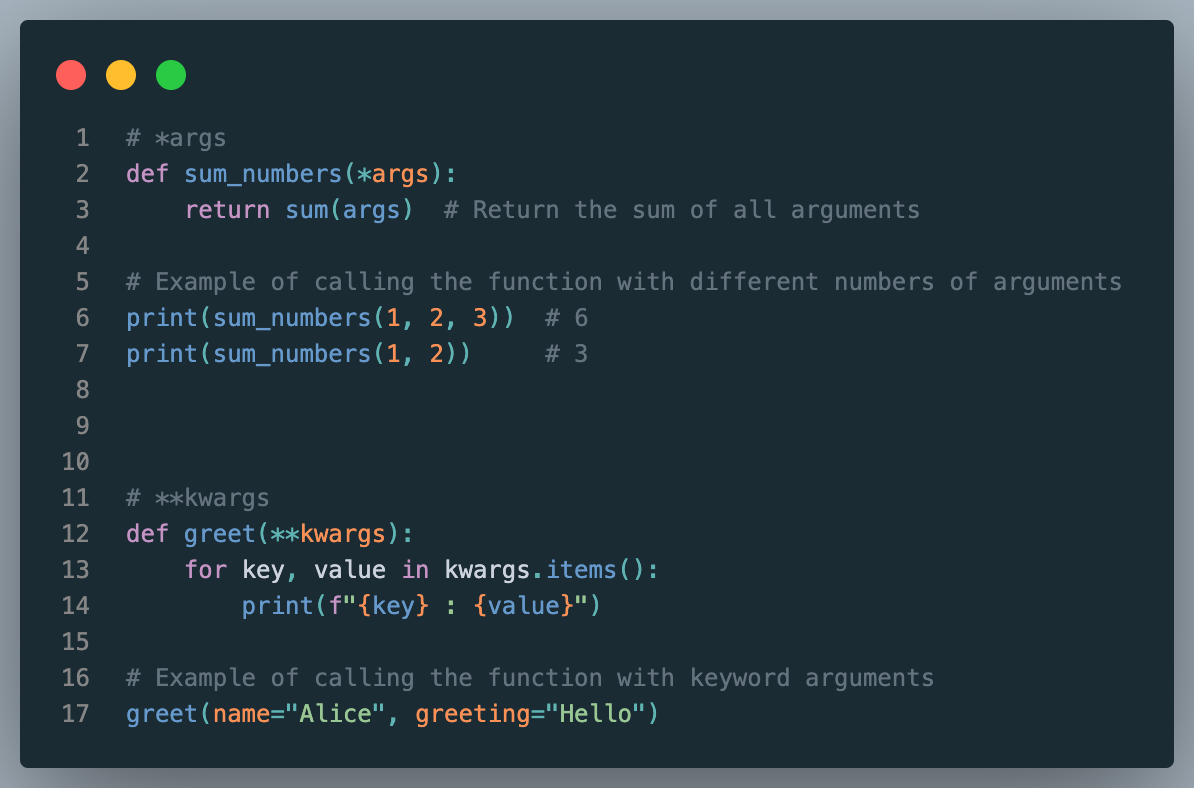 1 # *args
2 def sum_numbers(*args):
3     return sum(args)  # Return the sum of all arguments
4
5 # Example of calling the function with different numbers of arguments
6 print(sum_numbers(1, 2, 3))  # 6
7 print(sum_numbers(1, 2))     # 3
8
9
10
11 # **kwargs
12 def greet(**kwargs):
13     for key, value in kwargs.items():
14         print(f"{key} : {value}")
15
16 # Example of calling the function with keyword arguments
17 greet(name="Alice", greeting="Hello")